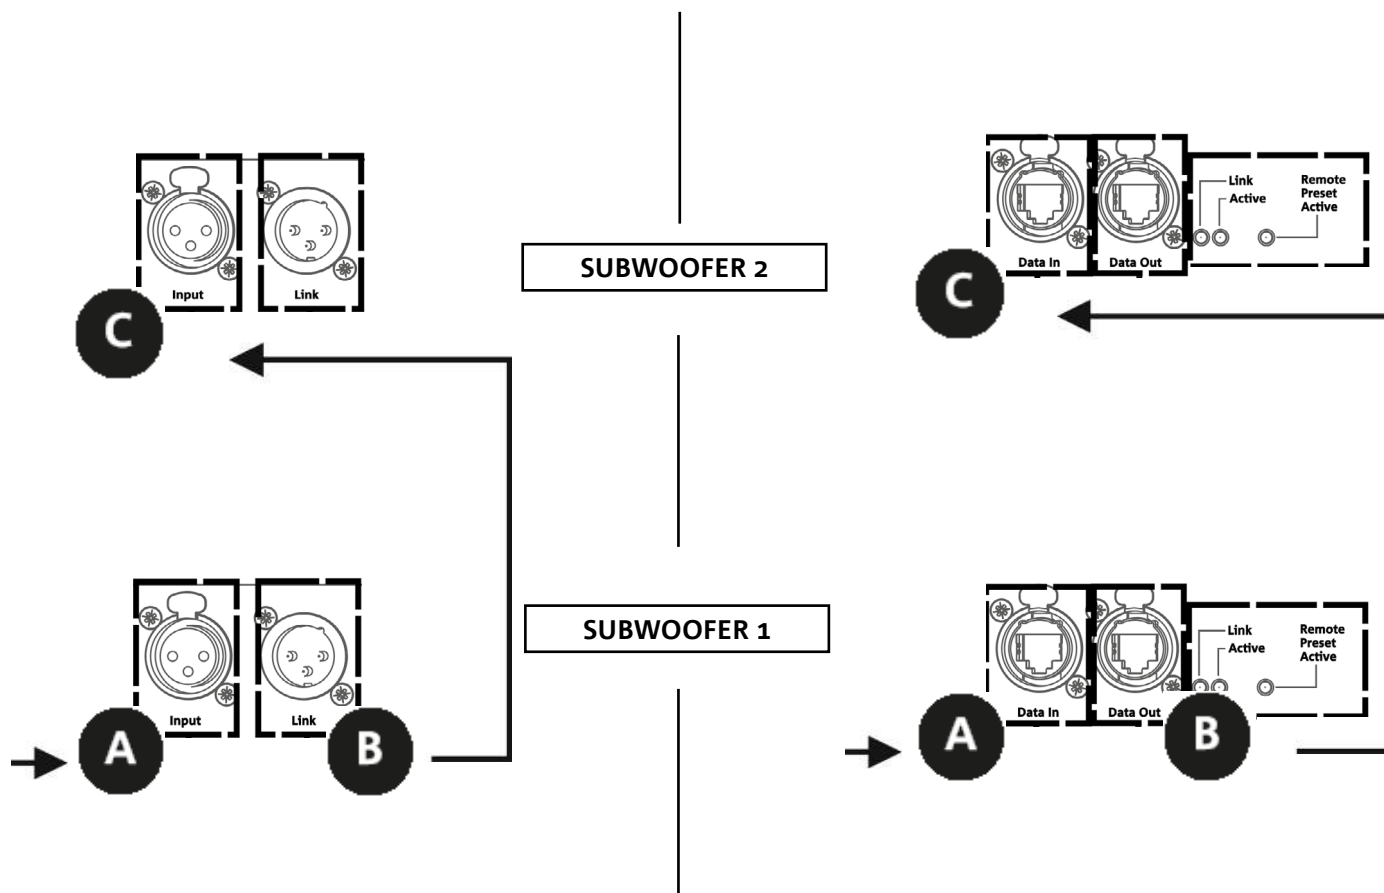 Input
Link
C
SUBWOOFER 2
Data In
Data Out
Link
Active
Remote
Preset
Active
C
Input
Link
A
B
SUBWOOFER 1
Data In
Data Out
Link
Active
Remote
Preset
Active
A
B